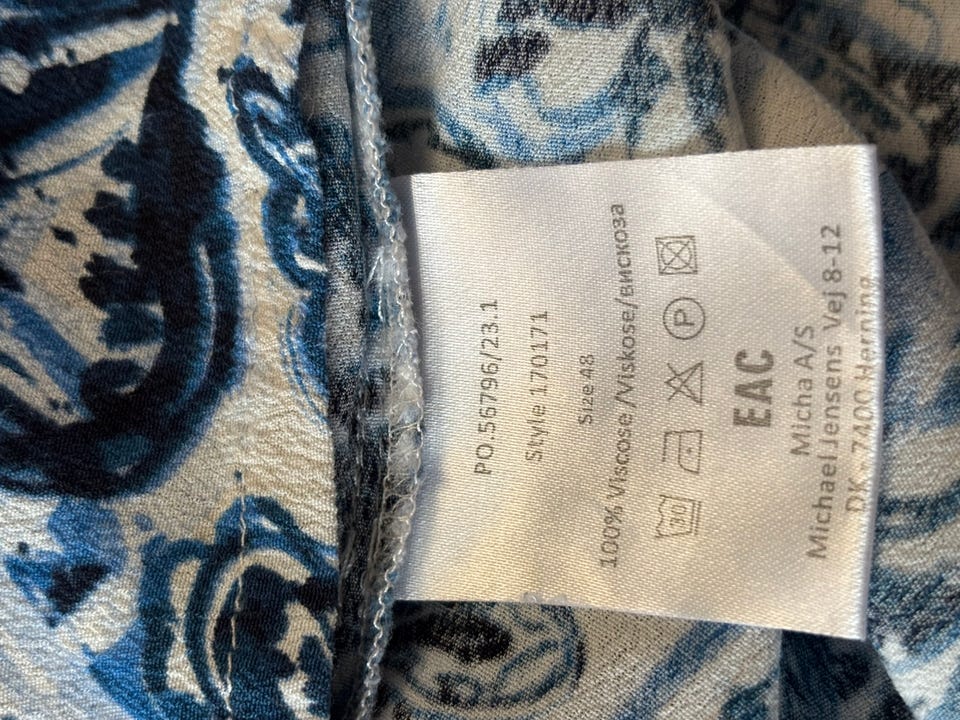 PO.56796/23.1
Style 170171
Size 48
100% Viscose/Viskose/вискоза
30 P
EAC
Micha A/S
Michael Jensens Vej 8-12
DK - 7400 Herning